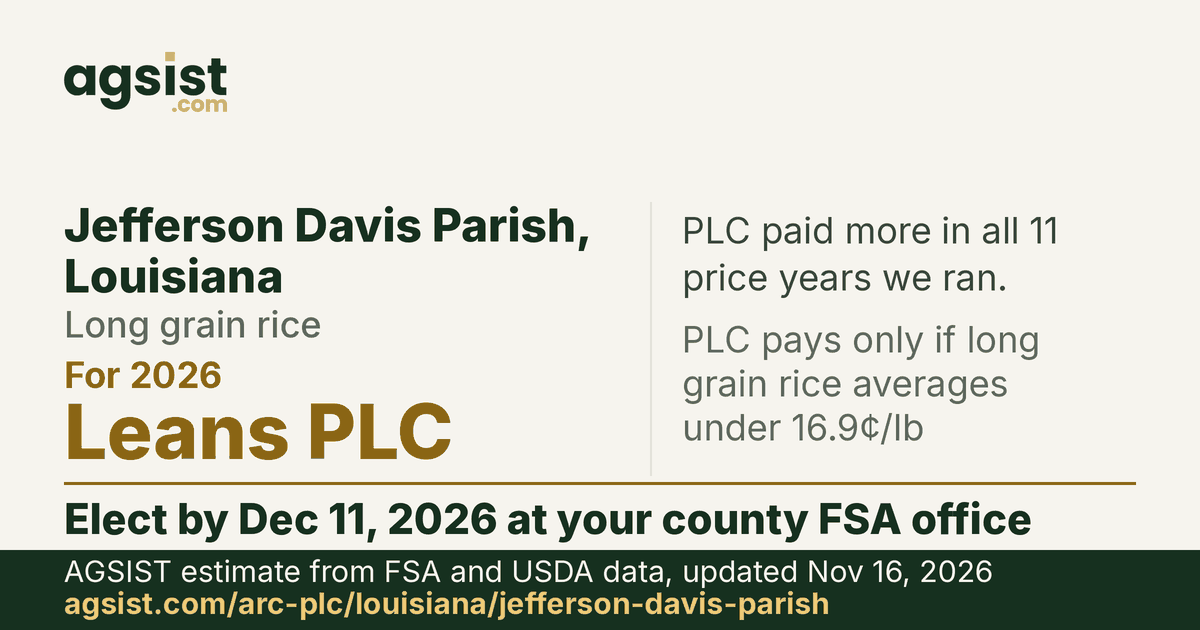 agsist
.com
Jefferson Davis Parish,
Louisiana
Long grain rice
For 2026
Leans PLC
PLC paid more in all 11
price years we ran.
PLC pays only if long
grain rice averages
under 16.9¢/lb
Elect by Dec 11, 2026 at your county FSA office
AGSIST estimate from FSA and USDA data, updated Nov 16, 2026
agsist.com/arc-plc/louisiana/jefferson-davis-parish